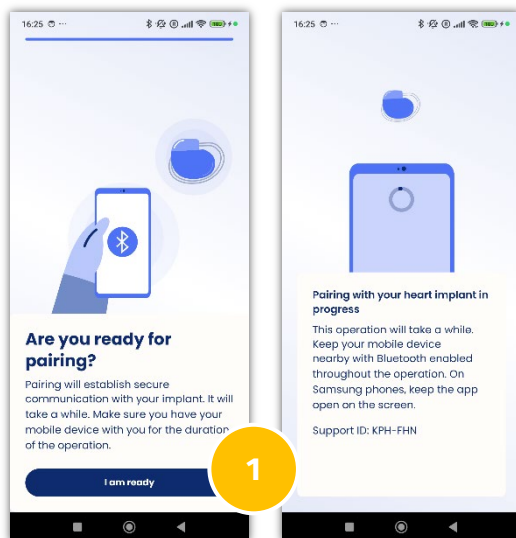 16:25
Are you ready for
pairing?
Pairing will establish secure
communication with your implant. It will
take a while. Make sure you have your
mobile device with you for the duration
of the operation.
I am ready
1
16:25
Pairing with your heart implant in
progress
This operation will take a while.
Keep your mobile device
nearby with Bluetooth enabled
throughout the operation. On
Samsung phones, keep the app
open on the screen.
Support ID: KPH-FHN